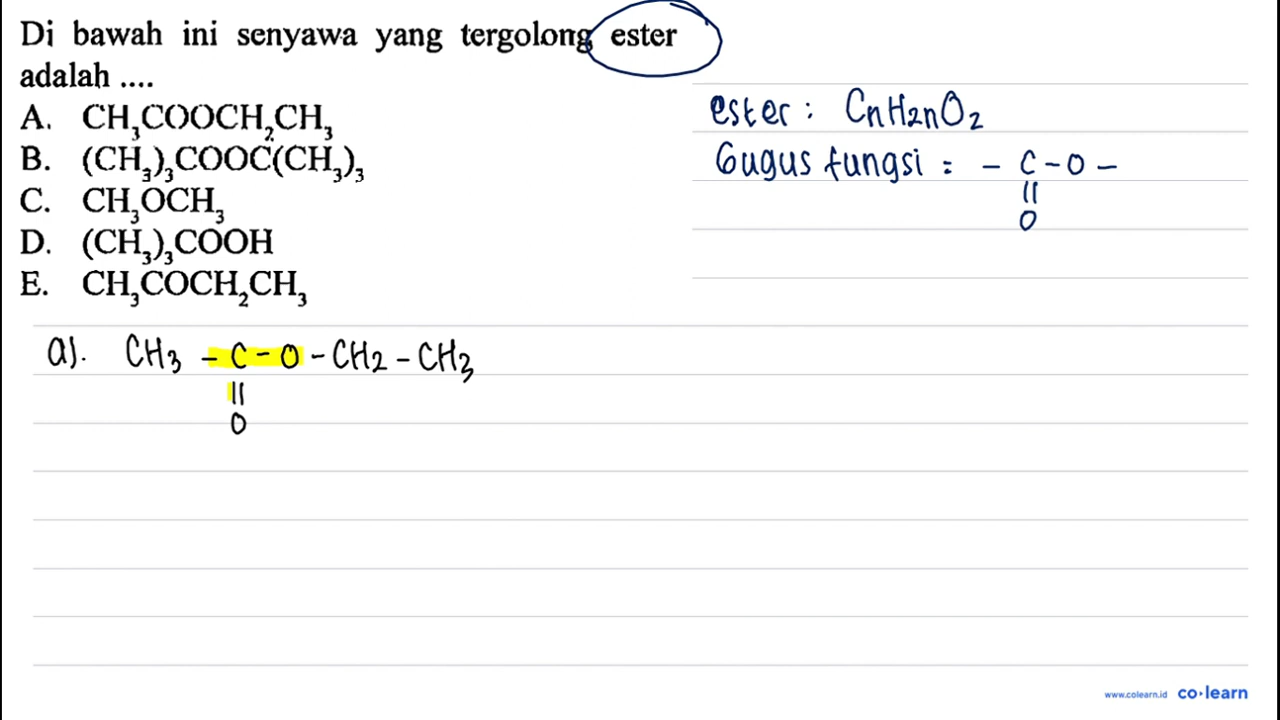 Di bawah ini senyawa yang tergolong ester
adalah ....
A. CH₃COOCH₂CH₃
B. (CH₃)₃COOC(CH₃)₃
C. CH₃OCH₃
D. (CH₃)₃COOH
E. CH₃COCH₂CH₃
ester : CnH2nO2
Gugus fungsi = - C - O -
||
O
a). CH3 - C - O - CH2 - CH3
||
O
www.colearn.id co·learn